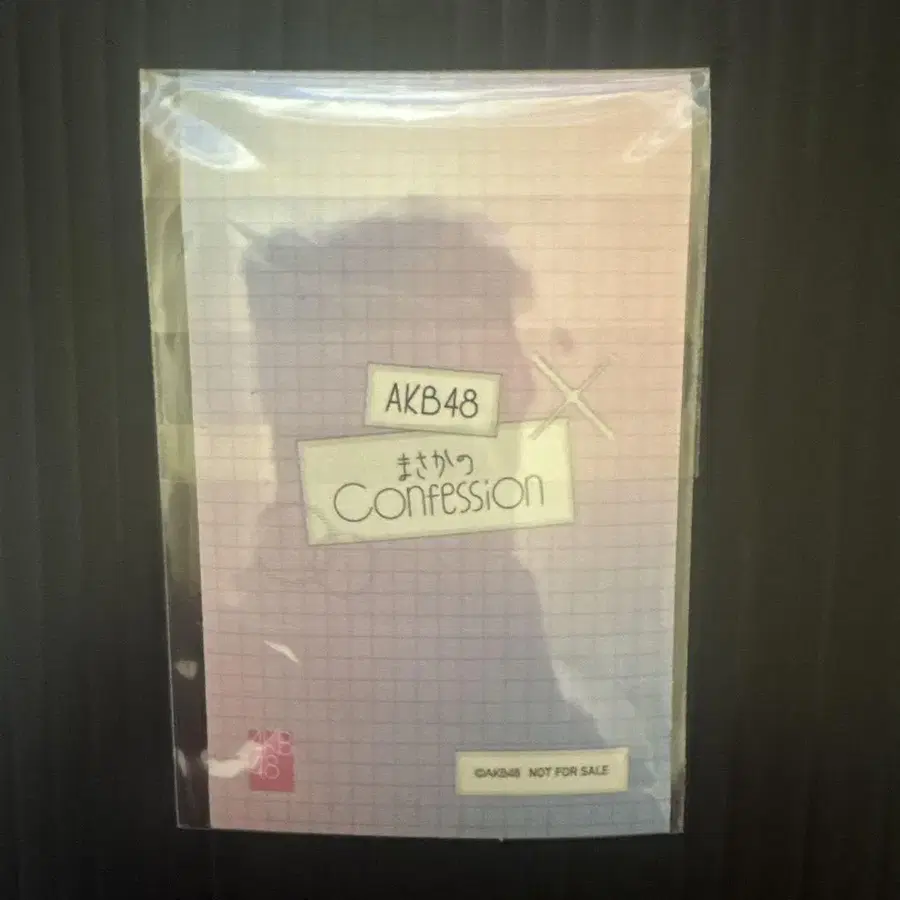 AKB48
まさかの
Confession
AKB
48
©AKB48 NOT FOR SALE